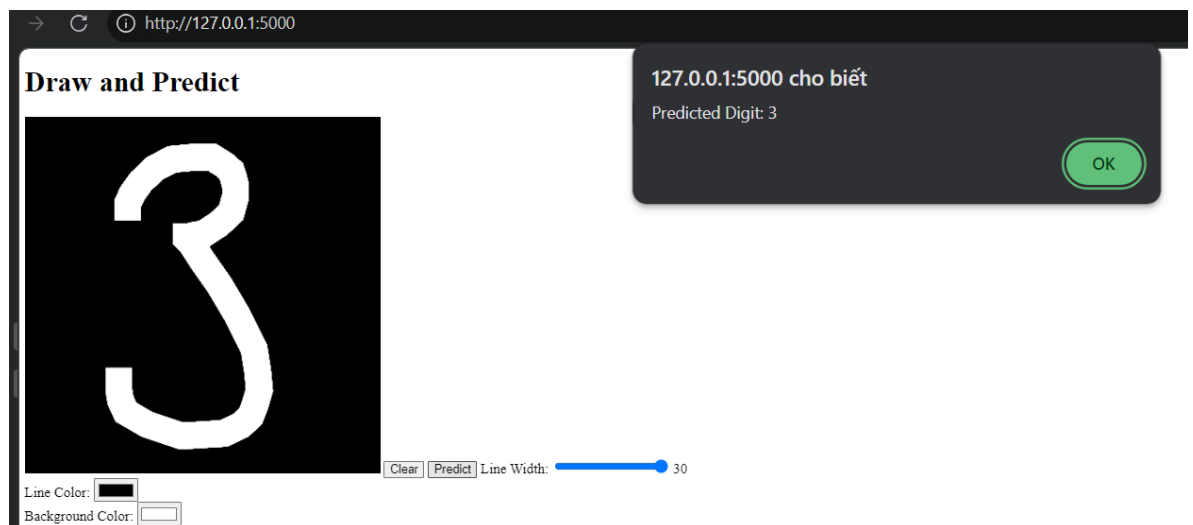 http://127.0.0.1:5000
127.0.0.1:5000 cho biết
Predicted Digit: 3
OK
Draw and Predict
3
Clear Predict Line Width: 30
Line Color:
Background Color: